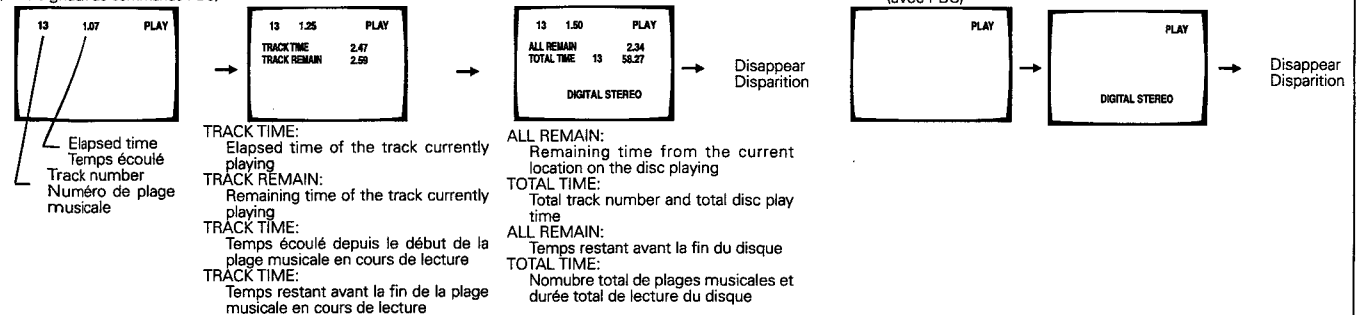 (avec PBC)
13 1.07 PLAY
13 1.25 PLAY
TRACK TIME 2.47
TRACK REMAIN 2.59
13 1.50 PLAY
ALL REMAIN 2.34
TOTAL TIME 13 58.27
DIGITAL STEREO
Disappear
Disparition
PLAY
PLAY
DIGITAL STEREO
Disappear
Disparition
Elapsed time
Temps écoulé
Track number
Numéro de plage
musicale
TRACK TIME:
Elapsed time of the track currently
playing
TRACK REMAIN:
Remaining time of the track currently
playing
TRACK TIME:
Temps écoulé depuis le début de la
plage musicale en cours de lecture
TRACK TIME:
Temps restant avant la fin de la plage
musicale en cours de lecture
ALL REMAIN:
Remaining time from the current
location on the disc playing
TOTAL TIME:
Total track number and total disc play
time
ALL REMAIN:
Temps restant avant la fin du disque
TOTAL TIME:
Nomubre total de plages musicales et
durée total de lecture du disque